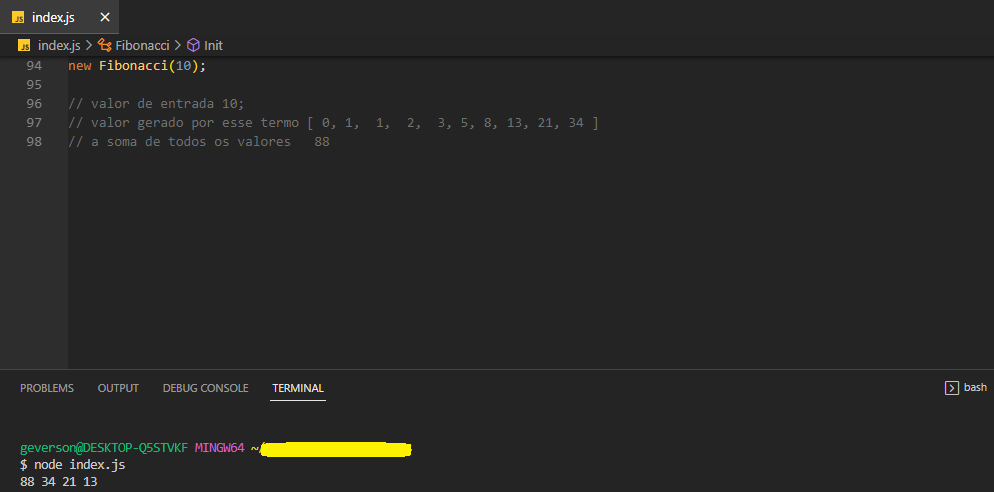 JS index.js ×
JS index.js > Fibonacci > Init
94 new Fibonacci(10);
95
96 // valor de entrada 10;
97 // valor gerado por esse termo [ 0, 1,  1,  2,  3, 5, 8, 13, 21, 34 ]
98 // a soma de todos os valores   88
PROBLEMS OUTPUT DEBUG CONSOLE TERMINAL bash
geverson@DESKTOP-Q5STVKF MINGW64 ~/
$ node index.js
88 34 21 13